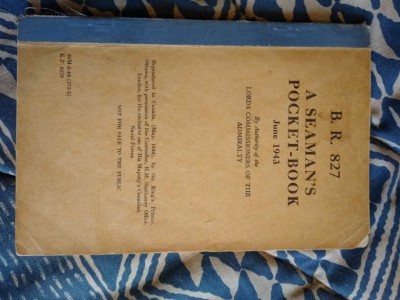 B. R. 827
A SEAMAN'S
POCKET-BOOK
June 1943
By Authority of the
LORDS COMMISSIONERS OF THE
ADMIRALTY
Reproduced in Canada, (May, 1944), by the King's Printer,
Ottawa, with permission of the Controller, H.M. Stationery Office,
London, for the exclusive use of His Majesty's Canadian
Naval Forces.
NOT FOR SALE TO THE PUBLIC